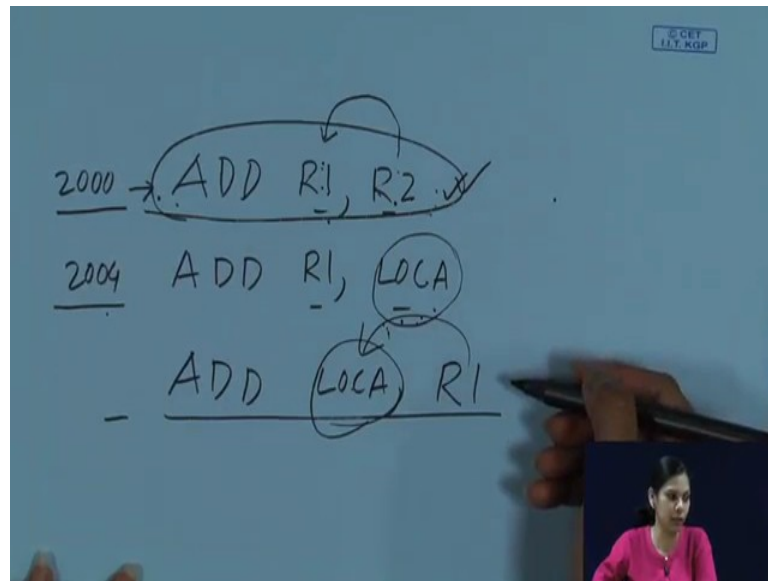 © CET
I.I.T. KGP
2000 → ADD R1, R2
2004 ADD R1, LOCA
ADD LOCA, R1